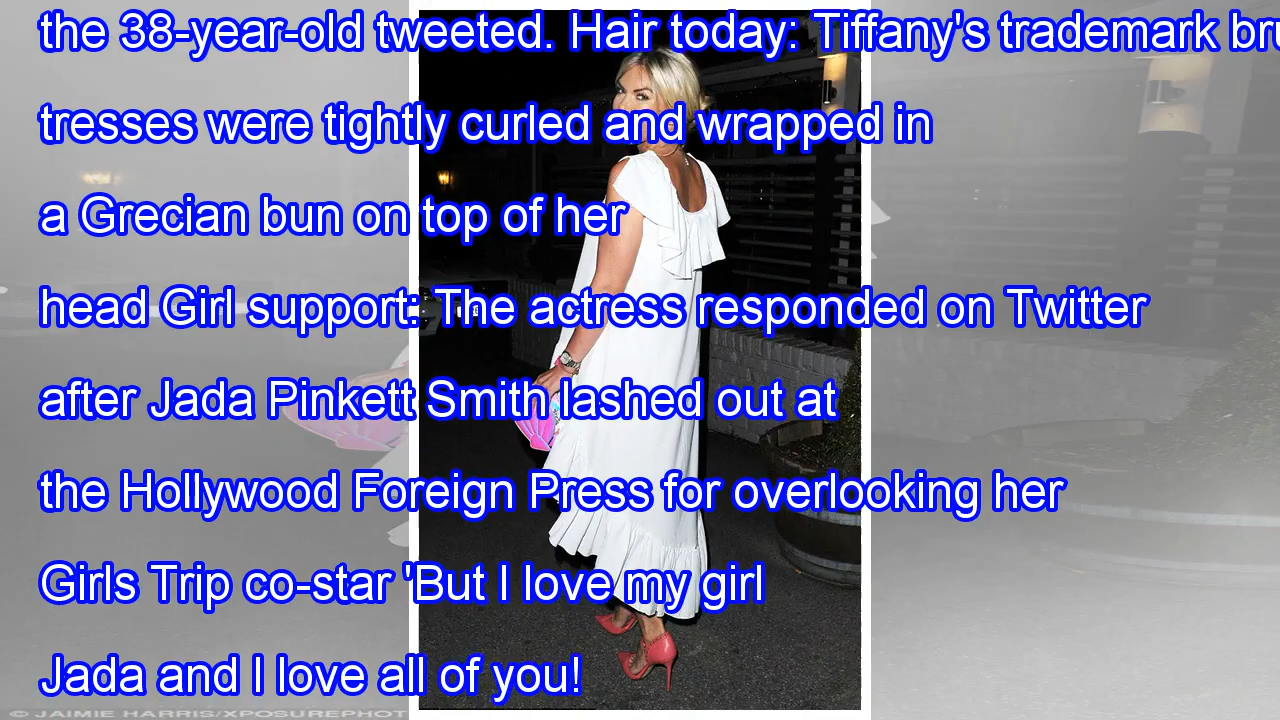 the 38-year-old tweeted. Hair today: Tiffany's trademark
tresses were tightly curled and wrapped in
a Grecian bun on top of her
head Girl support: The actress responded on Twitter
after Jada Pinkett Smith lashed out at
the Hollywood Foreign Press for overlooking her
Girls Trip co-star 'But I love my girl
Jada and I love all of you!
© JAIMIE HARRIS/XPOSUREPHOT